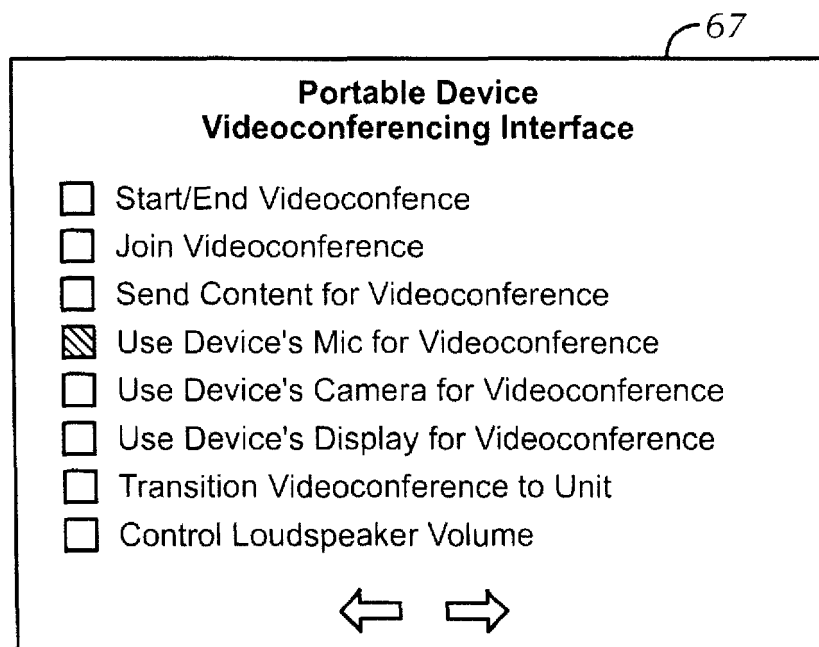 67
Portable Device
Videoconferencing Interface
Start/End Videoconfence
Join Videoconference
Send Content for Videoconference
Use Device's Mic for Videoconference
Use Device's Camera for Videoconference
Use Device's Display for Videoconference
Transition Videoconference to Unit
Control Loudspeaker Volume